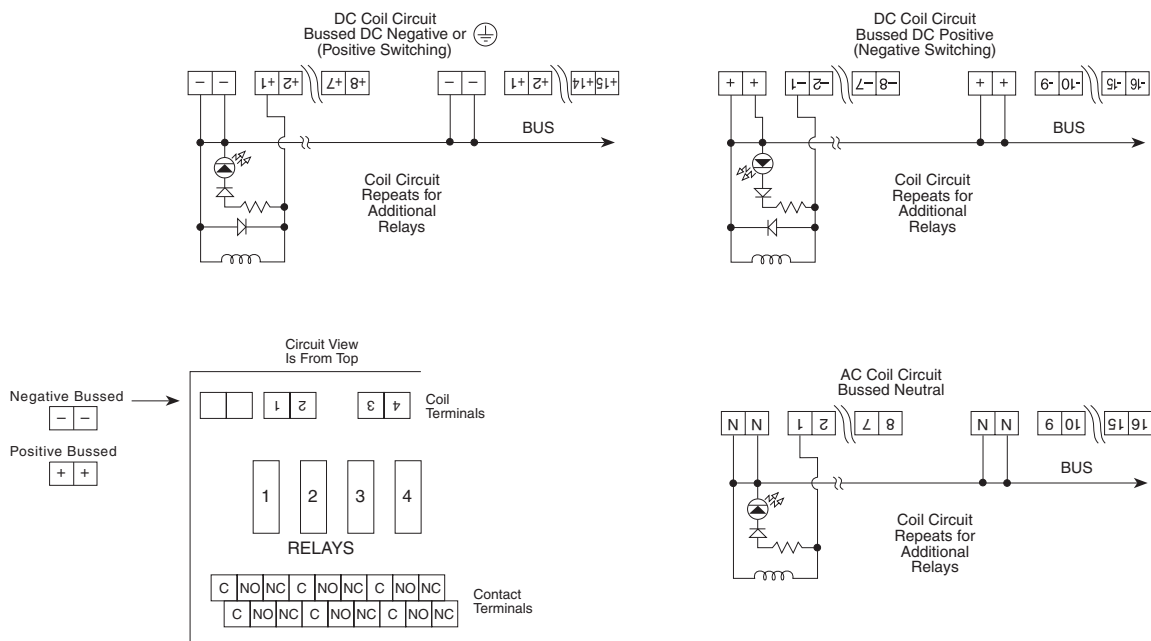 DC Coil Circuit
Bussed DC Negative or
(Positive Switching)
− − +1 +2 +7 +8 − − +1 +2 +14 +15
BUS
Coil Circuit
Repeats for
Additional
Relays
DC Coil Circuit
Bussed DC Positive
(Negative Switching)
+ + -1 -2 -7 -8 + + -9 -10 -15 -16
BUS
Coil Circuit
Repeats for
Additional
Relays
Circuit View
Is From Top
Negative Bussed
− −
Positive Bussed
+ +
1 2 3 4
Coil
Terminals
1 2 3 4
RELAYS
C NO NC C NO NC C NO NC
C NO NC C NO NC C NO NC
Contact
Terminals
AC Coil Circuit
Bussed Neutral
N N 1 2 7 8 N N 9 10 15 16
BUS
Coil Circuit
Repeats for
Additional
Relays